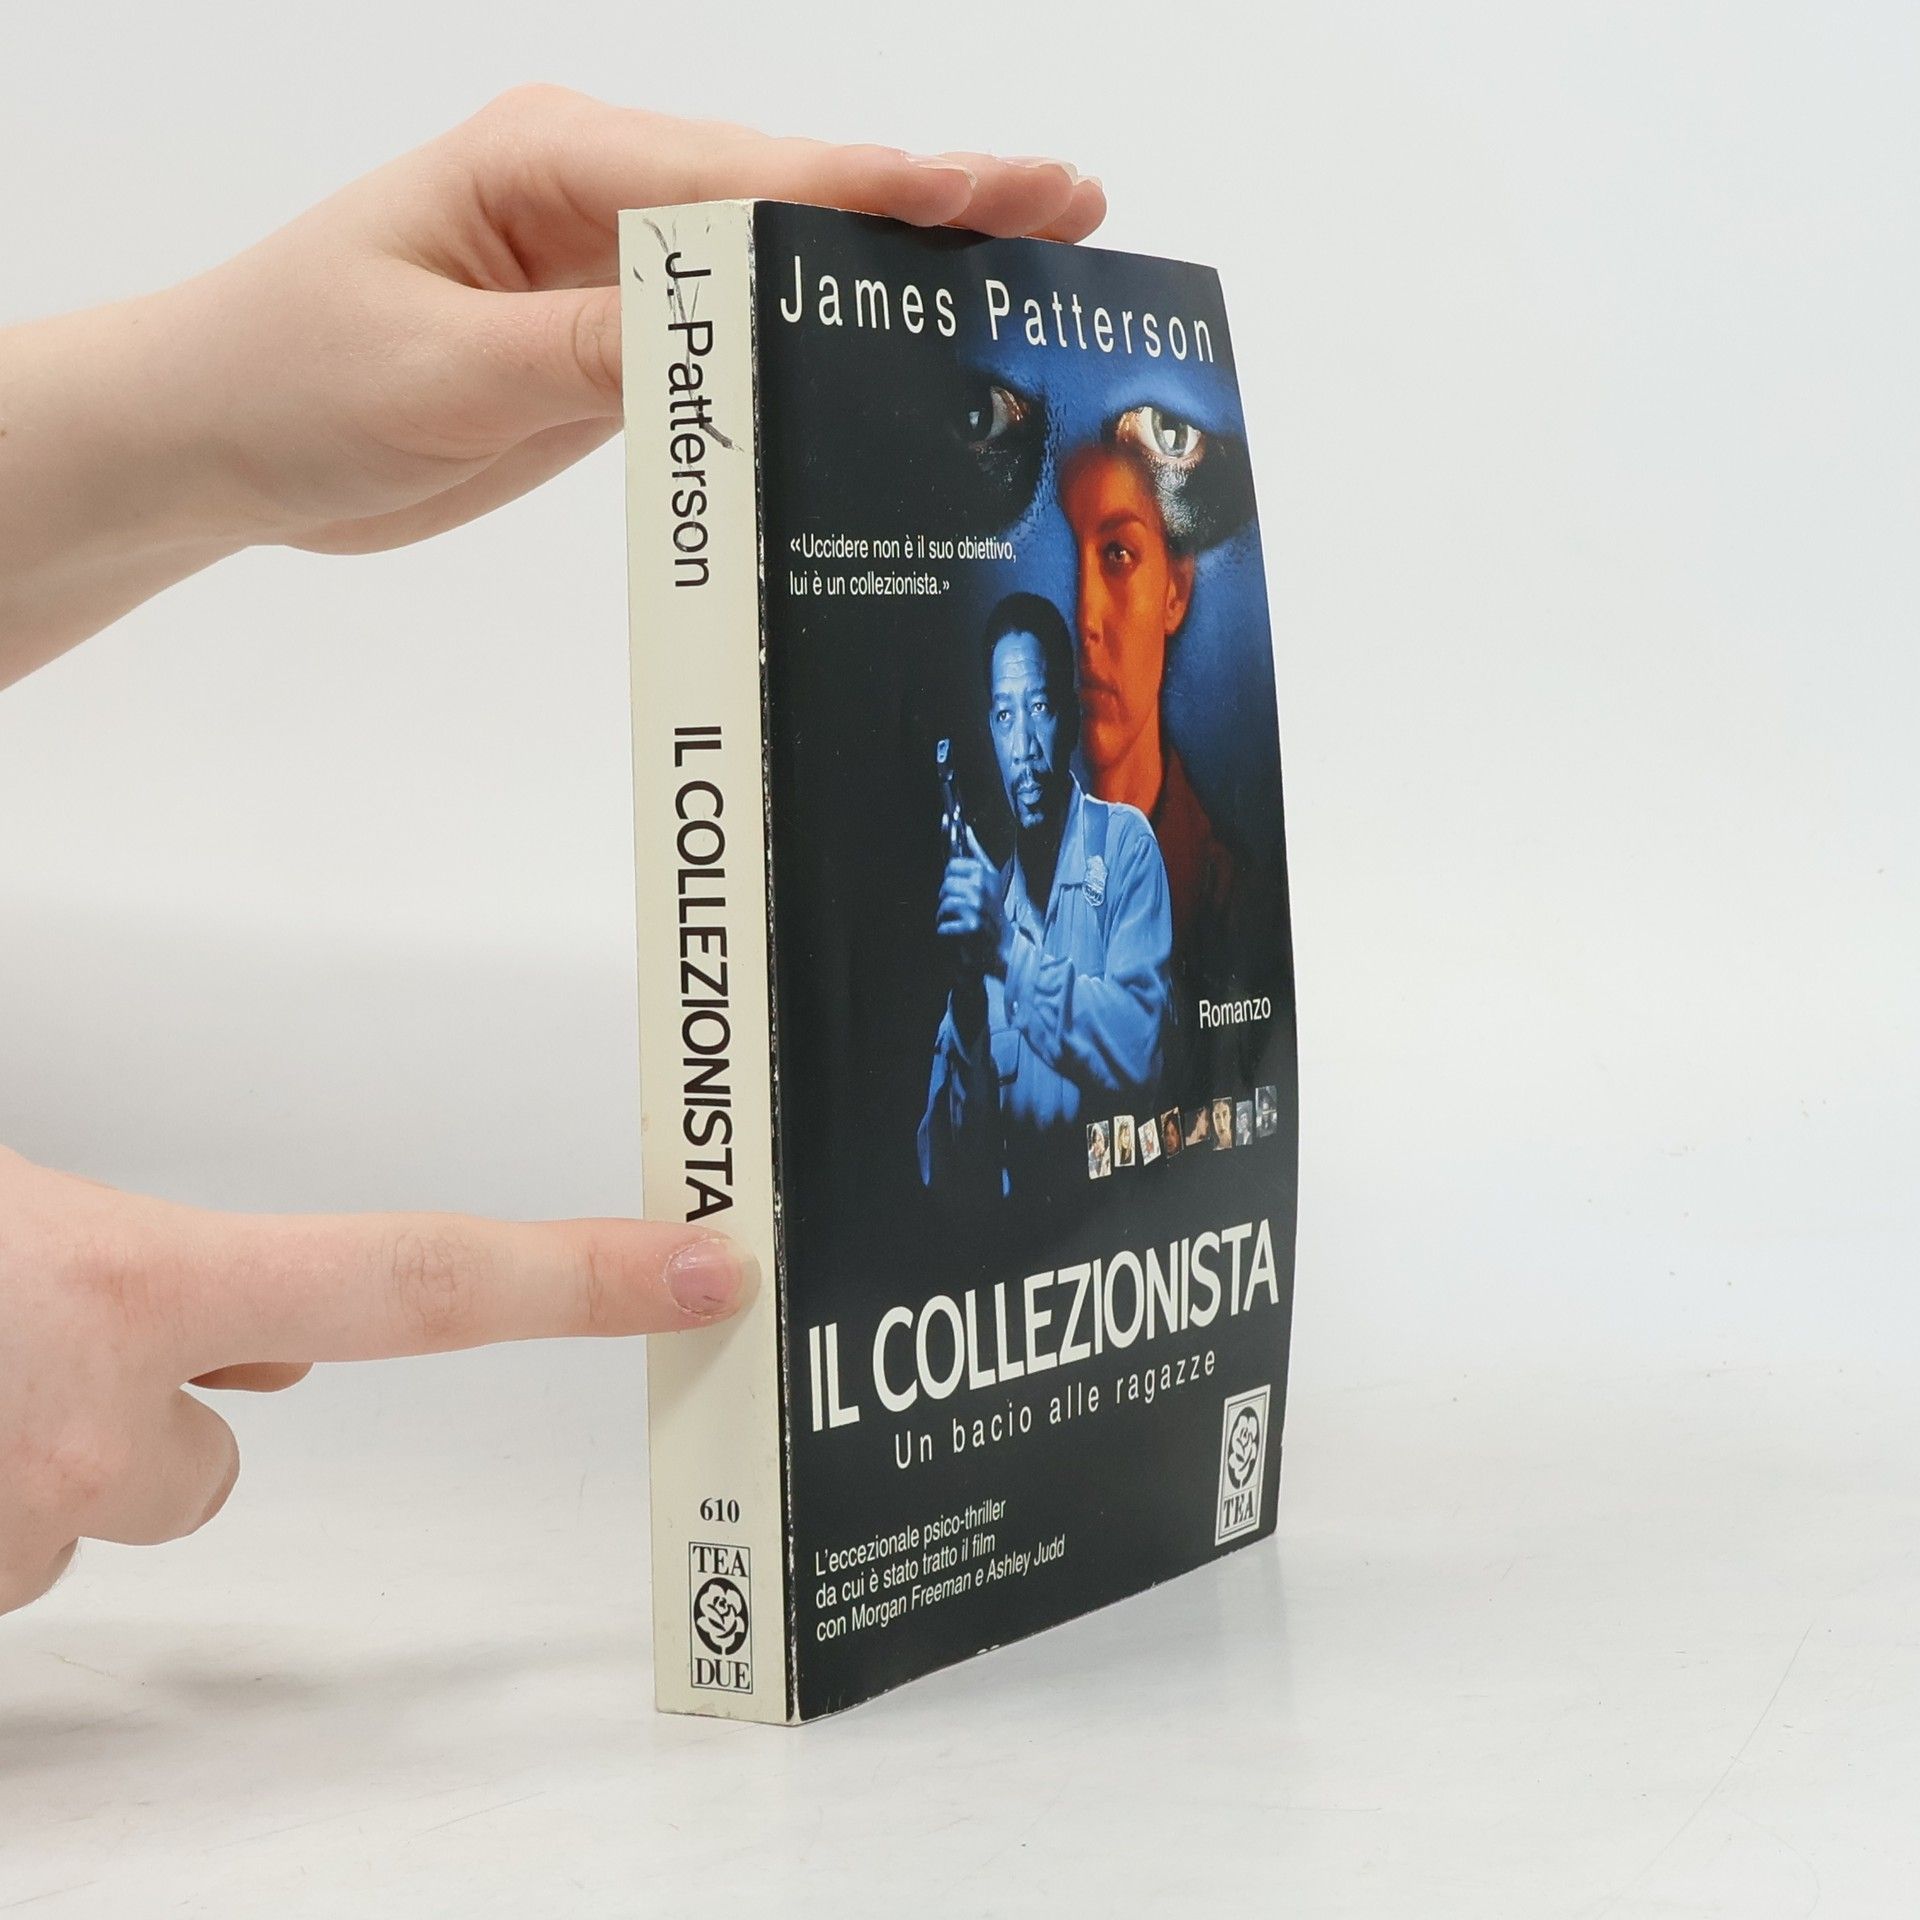 J. Patterson IL COLLEZIONISTA
610
TEA
DUE
James Patterson
«Uccidere non è il suo obiettivo,
lui è un collezionista.»
Romanzo
IL COLLEZIONISTA
Un bacio alle ragazze
TEA
L'eccezionale psico-thriller
da cui è stato tratto il film
con Morgan Freeman e Ashley Judd